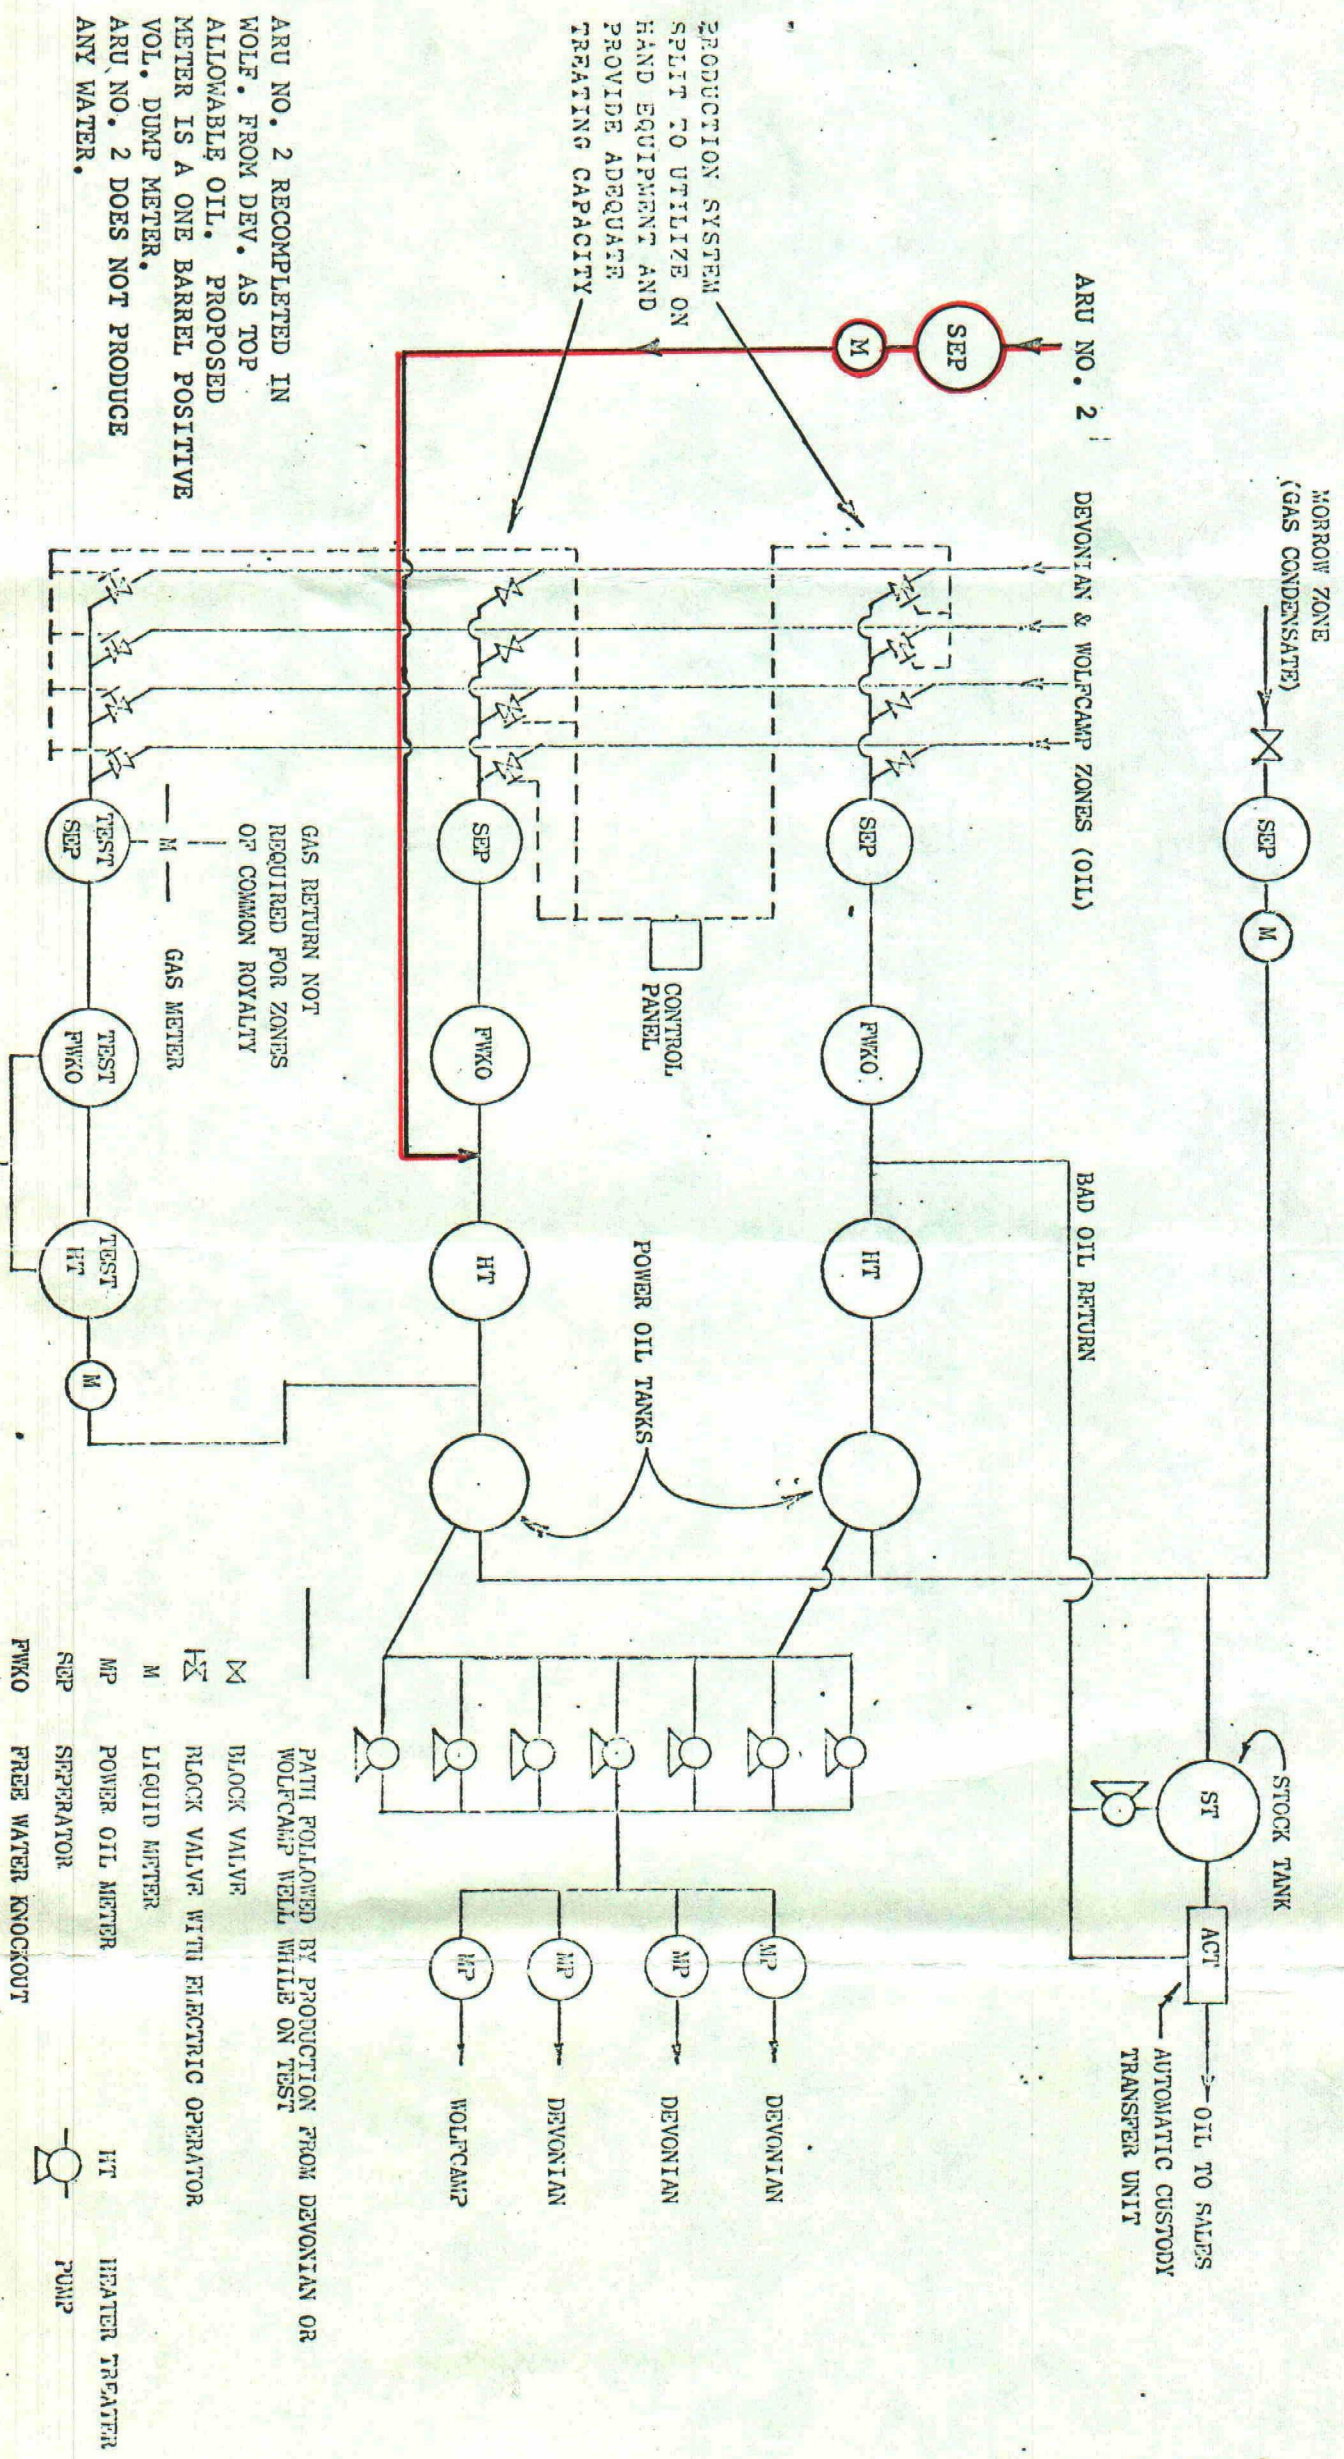 MORROW ZONE
(GAS CONDENSATE)
SEP
M
STOCK TANK
ST
ACT
OIL TO SALES
AUTOMATIC CUSTODY
TRANSFER UNIT
ARU NO. 2
DEVONIAN & WOLFCAMP ZONES (OIL)
BAD OIL RETURN
SEP
M
SEP
FWKO
HT
PRODUCTION SYSTEM
SPLIT TO UTILIZE ON
HAND EQUIPMENT AND
PROVIDE ADEQUATE
TREATING CAPACITY
CONTROL
PANEL
POWER OIL TANKS
MP
DEVONIAN
MP
DEVONIAN
MP
DEVONIAN
MP
WOLFCAMP
SEP
FWKO
HT
ARU NO. 2 RECOMPLETED IN
WOLF. FROM DEV. AS TOP
ALLOWABLE OIL. PROPOSED
METER IS A ONE BARREL POSITIVE
VOL. DUMP METER.
ARU NO. 2 DOES NOT PRODUCE
ANY WATER.
GAS RETURN NOT
REQUIRED FOR ZONES
OF COMMON ROYALTY
M
GAS METER
TEST
SEP
TEST
FWKO
TEST
HT
M
PATH FOLLOWED BY PRODUCTION FROM DEVONIAN OR
WOLFCAMP WELL WHILE ON TEST
BLOCK VALVE
BLOCK VALVE WITH ELECTRIC OPERATOR
M LIQUID METER
MP POWER OIL METER
HT HEATER TREATER
SEP SEPERATOR
PUMP
FWKO FREE WATER KNOCKOUT